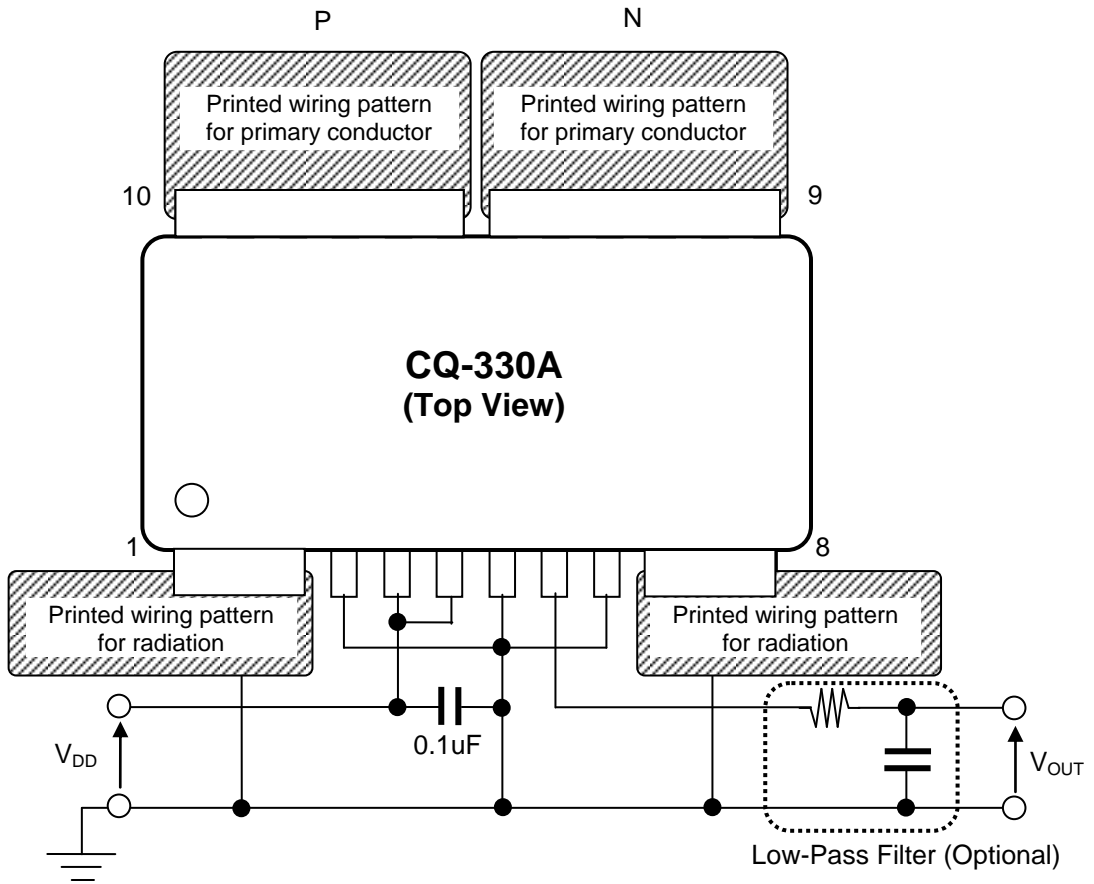 P
N
Printed wiring pattern
for primary conductor
Printed wiring pattern
for primary conductor
10
9
CQ-330A
(Top View)
1
8
Printed wiring pattern
for radiation
Printed wiring pattern
for radiation
0.1uF
VDD
VOUT
Low-Pass Filter (Optional)